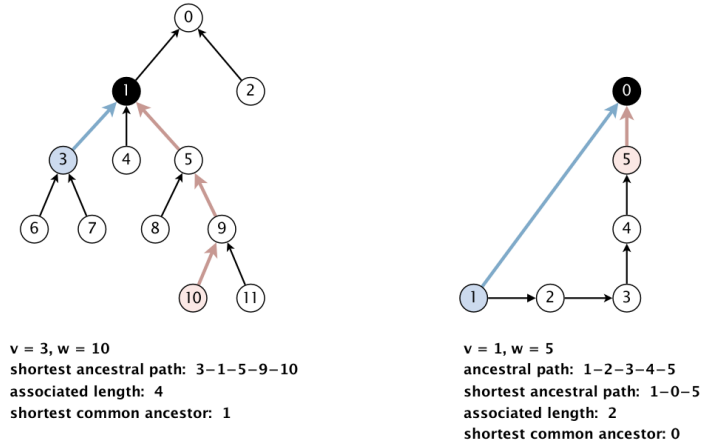 0
1
2
3
4
5
6
7
8
9
10
11
v = 3, w = 10
shortest ancestral path: 3-1-5-9-10
associated length: 4
shortest common ancestor: 1
0
5
4
1
2
3
v = 1, w = 5
ancestral path: 1-2-3-4-5
shortest ancestral path: 1-0-5
associated length: 2
shortest common ancestor: 0